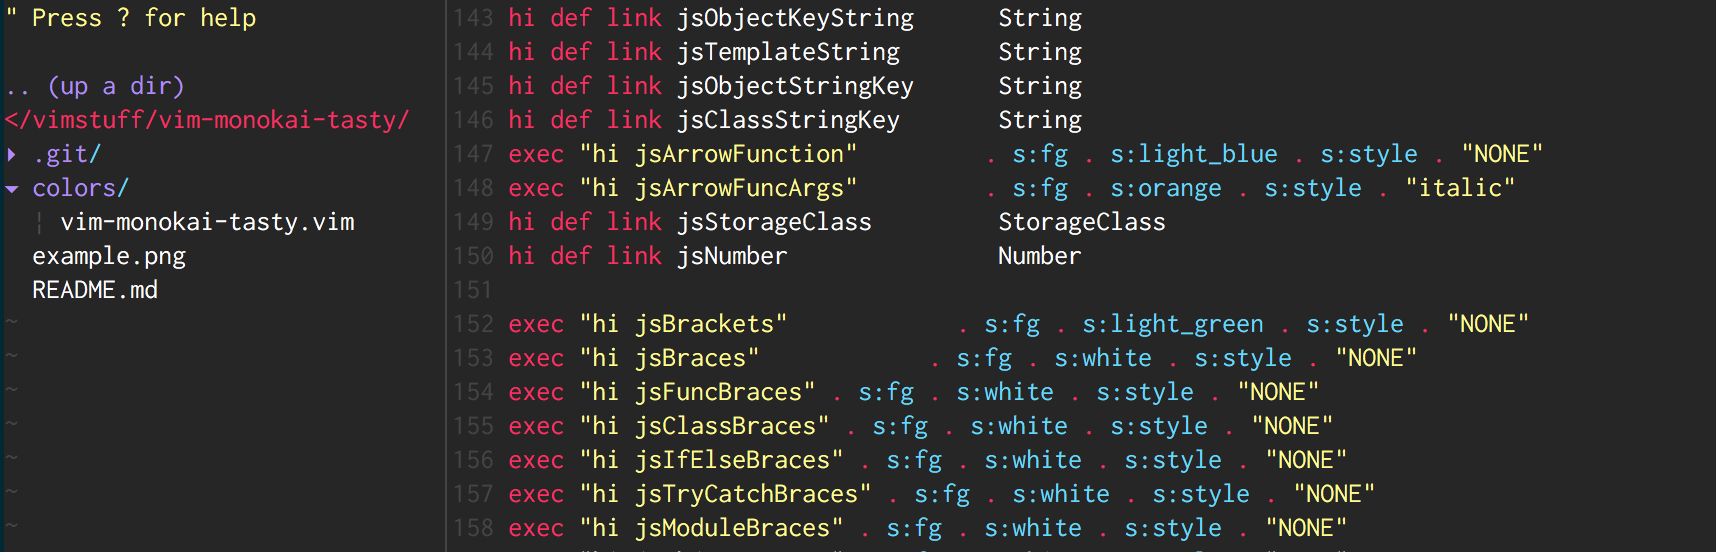 " Press ? for help
.. (up a dir)
</vimstuff/vim-monokai-tasty/
▸ .git/
▾ colors/
¦ vim-monokai-tasty.vim
example.png
README.md
~
~
~
~
~
~
~
143 hi def link jsObjectKeyString      String
144 hi def link jsTemplateString       String
145 hi def link jsObjectStringKey      String
146 hi def link jsClassStringKey       String
147 exec "hi jsArrowFunction"         . s:fg . s:light_blue . s:style . "NONE"
148 exec "hi jsArrowFuncArgs"         . s:fg . s:orange . s:style . "italic"
149 hi def link jsStorageClass         StorageClass
150 hi def link jsNumber               Number
151
152 exec "hi jsBrackets"            . s:fg . s:light_green . s:style . "NONE"
153 exec "hi jsBraces"            . s:fg . s:white . s:style . "NONE"
154 exec "hi jsFuncBraces" . s:fg . s:white . s:style . "NONE"
155 exec "hi jsClassBraces" . s:fg . s:white . s:style . "NONE"
156 exec "hi jsIfElseBraces" . s:fg . s:white . s:style . "NONE"
157 exec "hi jsTryCatchBraces" . s:fg . s:white . s:style . "NONE"
158 exec "hi jsModuleBraces" . s:fg . s:white . s:style . "NONE"